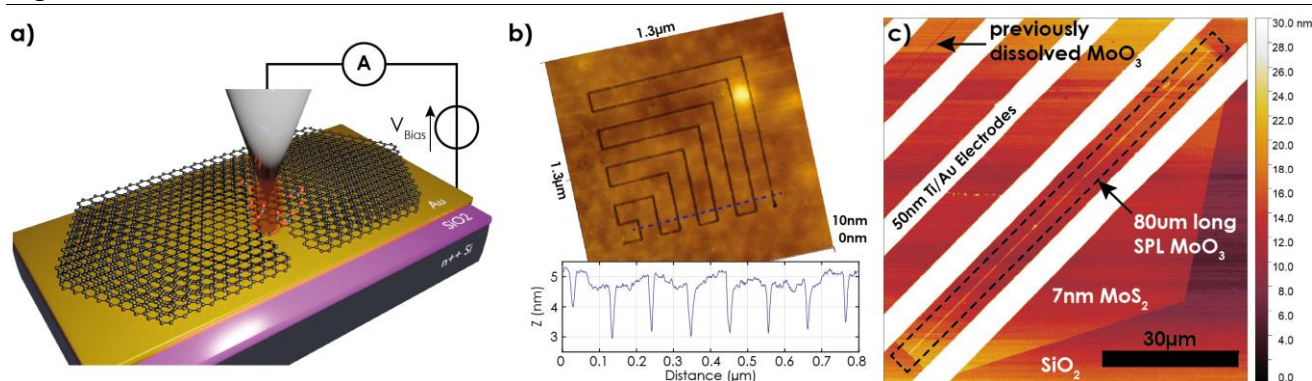 a)
A
V Bias
Au
SiO2
n++ Si
b)
1.3µm
1.3µm
10nm
0nm
Z (nm)
5
4
3
0 0.1 0.2 0.3 0.4 0.5 0.6 0.7 0.8
Distance (µm)
c)
previously
dissolved MoO₃
50nm Ti/Au Electrodes
80um long
SPL MoO₃
7nm MoS₂
SiO₂
30µm
30.0 nm
28.0
26.0
24.0
22.0
20.0
18.0
16.0
14.0
12.0
10.0
8.0
6.0
4.0
2.0
0.0